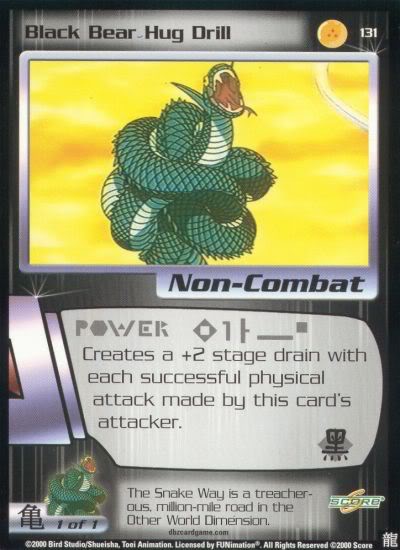 Black Bear Hug Drill
131
Non-Combat
POWER
Creates a +2 stage drain with
each successful physical
attack made by this card's
attacker.
黒
The Snake Way is a treacher-
ous, million-mile road in the
Other World Dimension.
SCORE
亀
1 of 1
dbzcardgame.com
©2000 Bird Studio/Shueisha, Toei Animation. Licensed by FUNimation®. All Rights Reserved ©2000 Score
龍